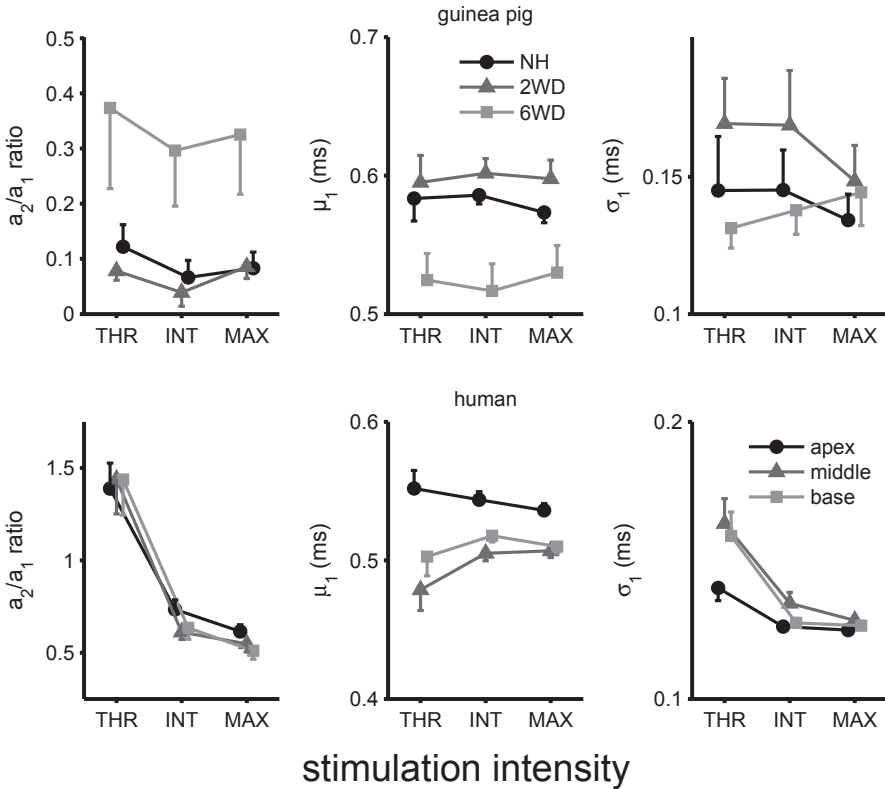 guinea pig
a2/a1 ratio
0.5
0.4
0.3
0.2
0.1
0
THR INT MAX
μ1 (ms)
0.7
0.6
0.5
NH
2WD
6WD
THR INT MAX
σ1 (ms)
0.15
0.1
THR INT MAX
human
a2/a1 ratio
1.5
1
0.5
THR INT MAX
μ1 (ms)
0.6
0.5
0.4
THR INT MAX
σ1 (ms)
0.2
0.1
apex
middle
base
THR INT MAX
stimulation intensity